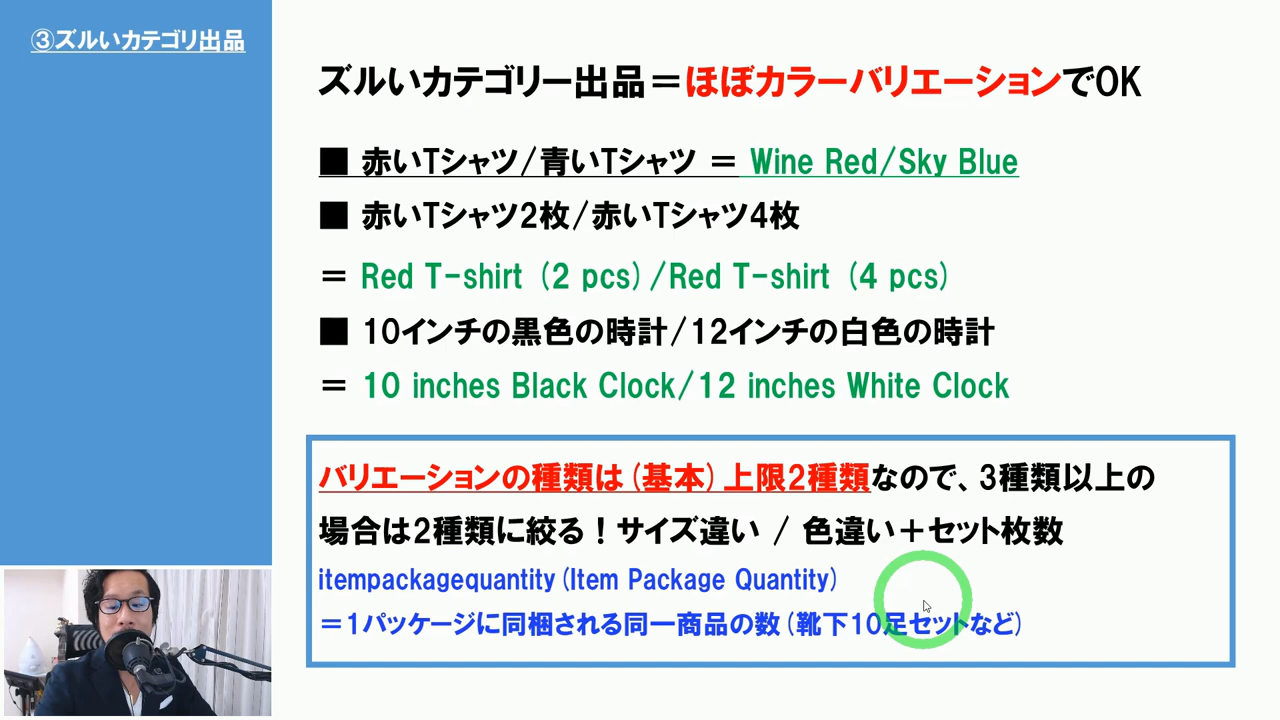 ③ズルいカテゴリ出品
ズルいカテゴリー出品＝ほぼカラーバリエーションでOK
■ 赤いTシャツ/青いTシャツ ＝ Wine Red/Sky Blue
■ 赤いTシャツ2枚/赤いTシャツ4枚
＝ Red T-shirt (2 pcs)/Red T-shirt (4 pcs)
■ 10インチの黒色の時計/12インチの白色の時計
＝ 10 inches Black Clock/12 inches White Clock
バリエーションの種類は(基本)上限2種類なので、3種類以上の
場合は2種類に絞る！サイズ違い / 色違い＋セット枚数
itempackagequantity(Item Package Quantity)
＝1パッケージに同梱される同一商品の数(靴下10足セットなど)